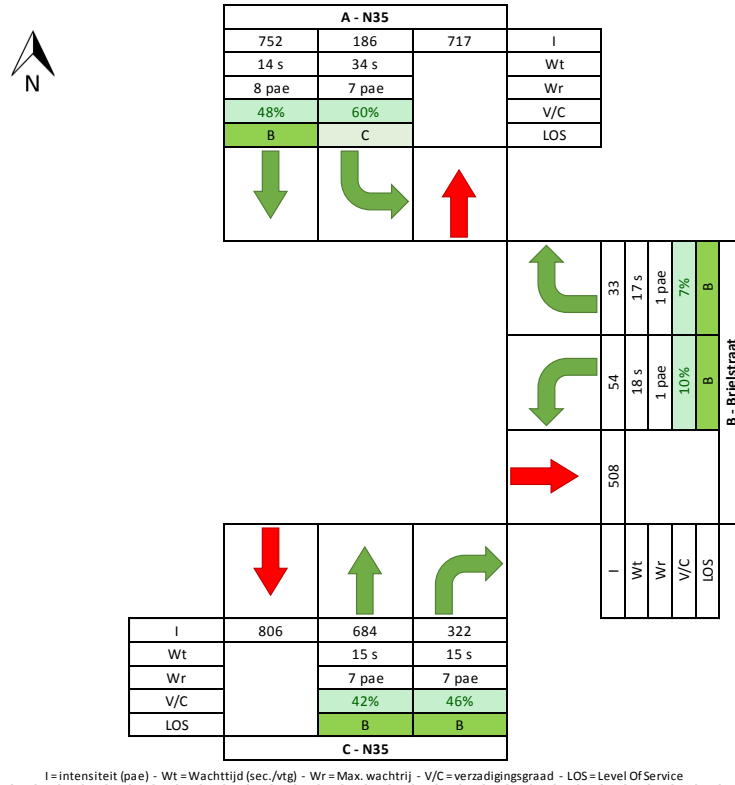 A - N35
752 186 717 I
14 s 34 s Wt
8 pae 7 pae Wr
48% 60% V/C
B C LOS
N
33 17 s 1 pae 7% B
54 18 s 1 pae 10% B
508
B - Brielstraat
I Wt Wr V/C LOS
I 806 684 322
Wt 15 s 15 s
Wr 7 pae 7 pae
V/C 42% 46%
LOS B B
C - N35
I = intensiteit (pae) - Wt = Wachttijd (sec./vtg) - Wr = Max. wachtrij - V/C = verzadigingsgraad - LOS = Level Of Service